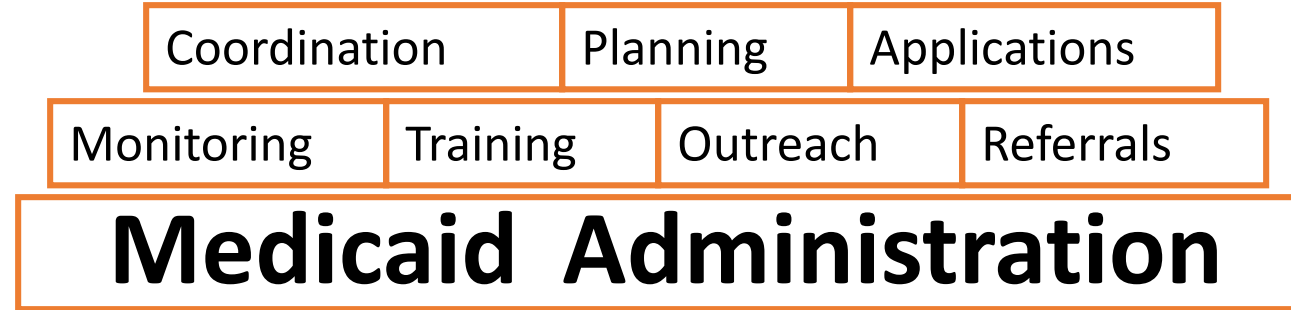 Coordination Planning Applications
Monitoring Training Outreach Referrals
Medicaid Administration